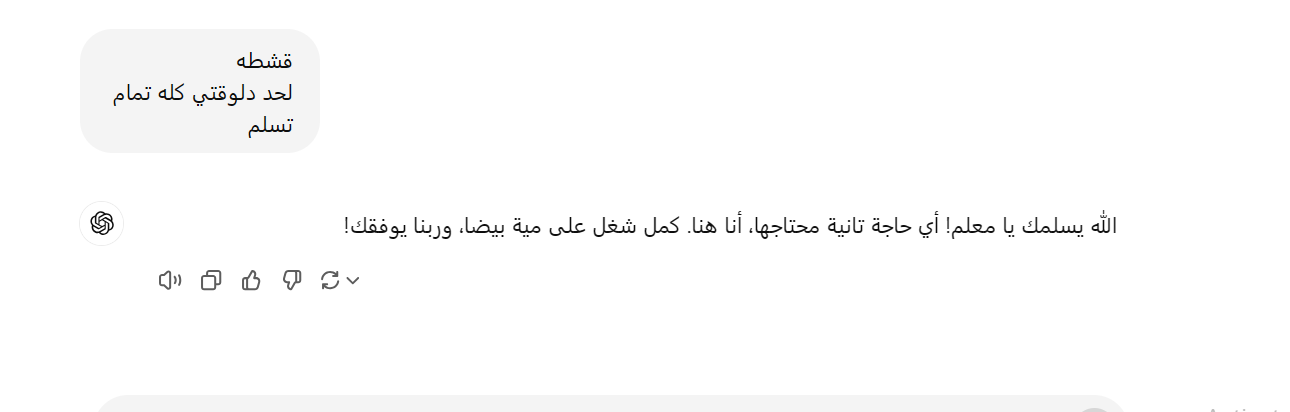 قشطه
لحد دلوقتي كله تمام
تسلم
الله يسلمك يا معلم! أي حاجة تانية محتاجها، أنا هنا. كمل شغل على مية بيضا، وربنا يوفقك!